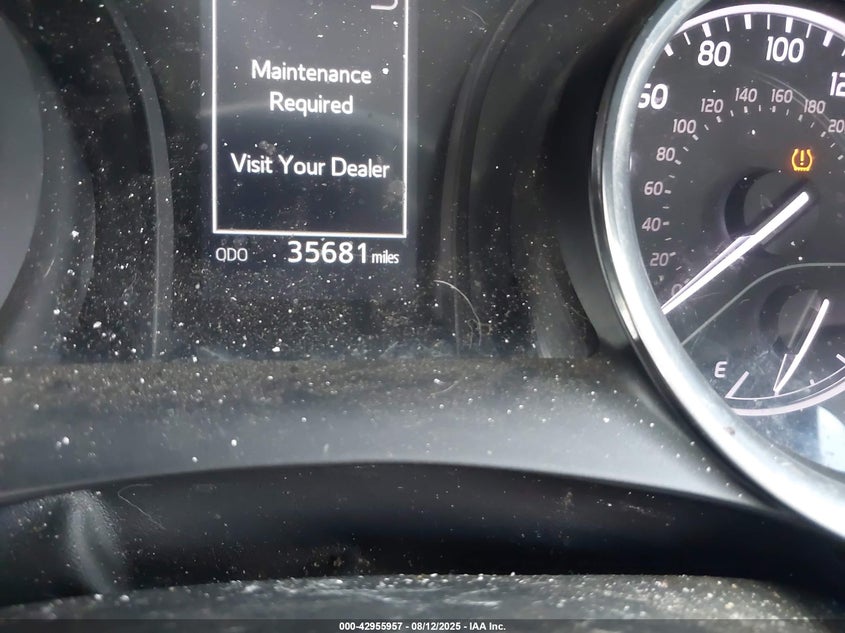 Maintenance
Required
Visit Your Dealer
ODO 35681 miles
80 100
120 140 160 180
100
80
60
40
20
0
E
000-42955957 - 08/12/2025 - IAA Inc.